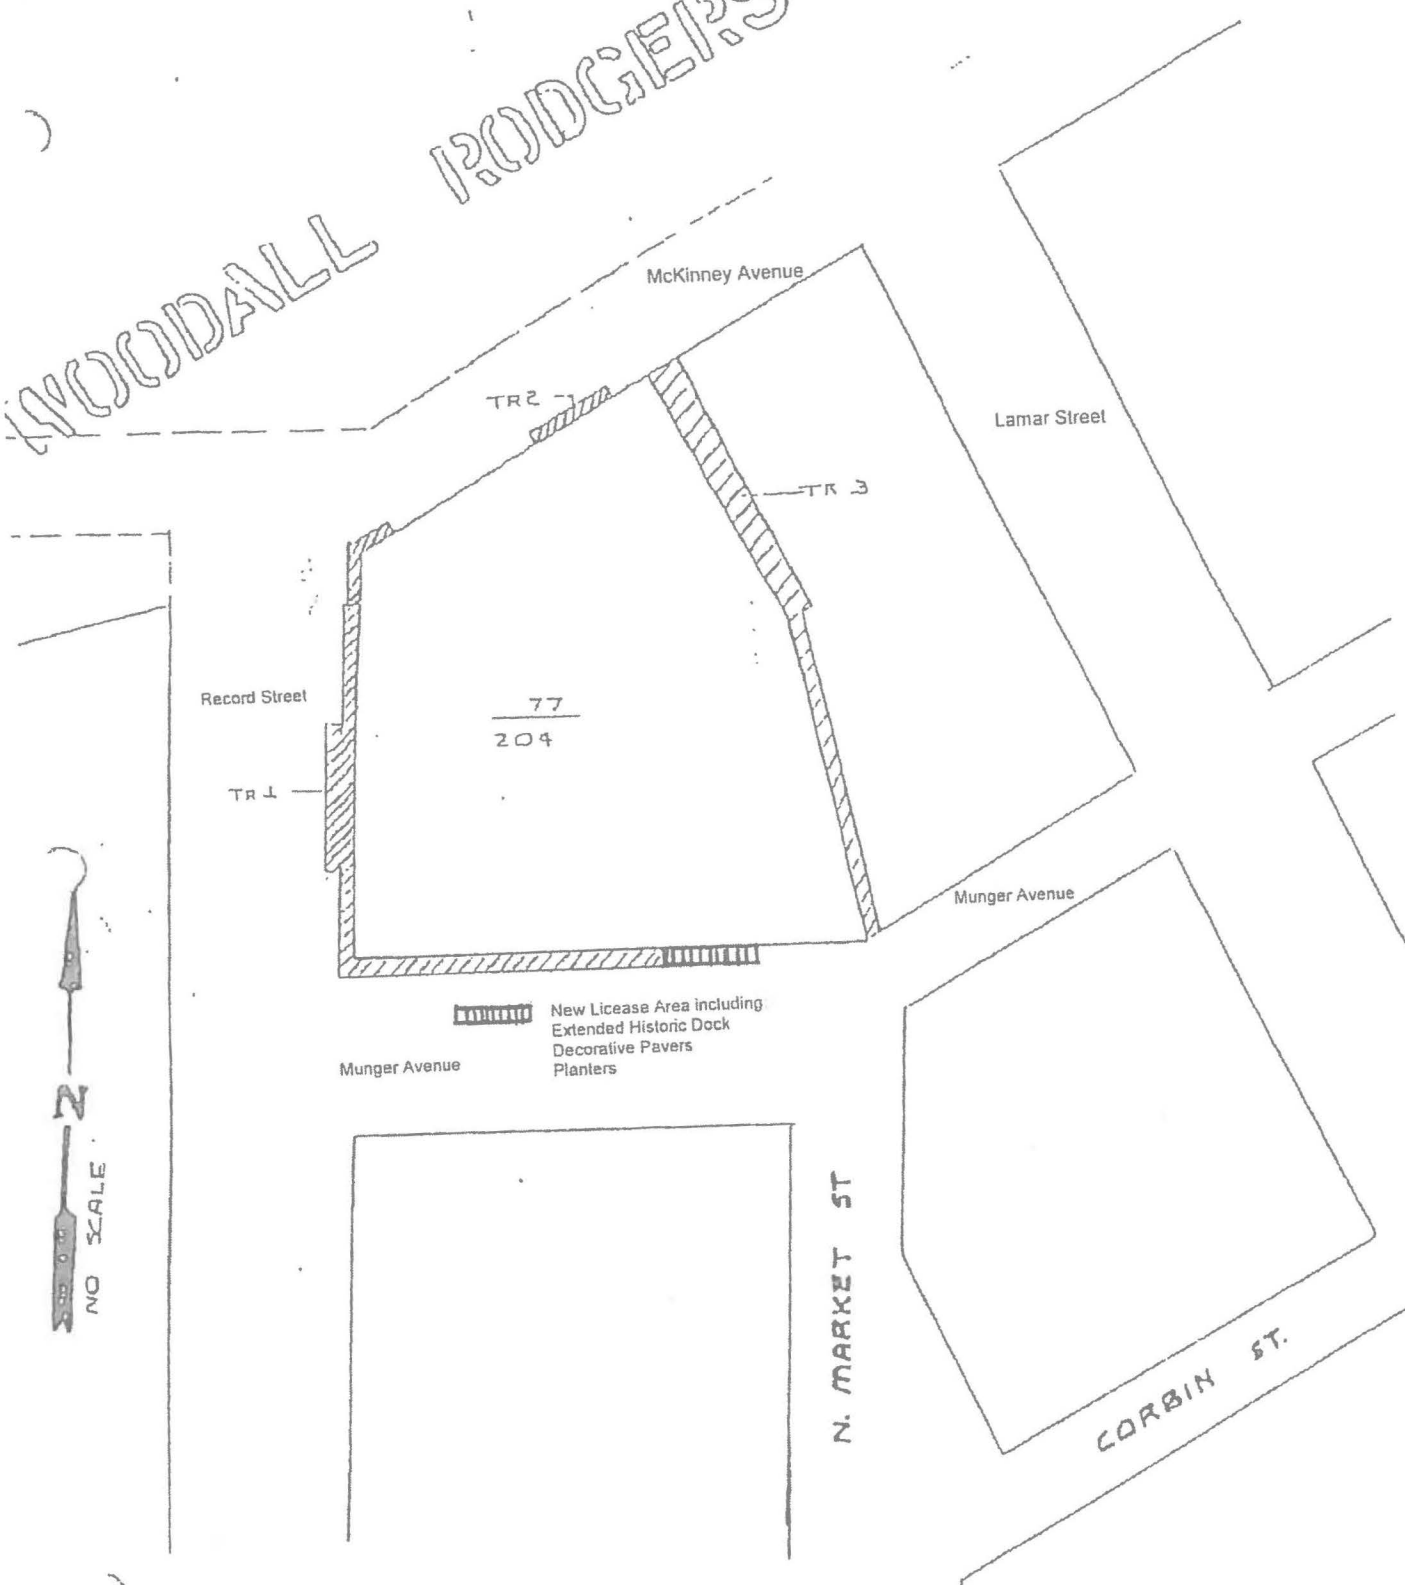 WOODALL RODGERS
McKinney Avenue
TR2
Lamar Street
TR 3
Record Street
77
204
TR 1
Munger Avenue
New Licease Area including
Extended Historic Dock
Decorative Pavers
Planters
Munger Avenue
N
NO SCALE
N. MARKET ST
CORBIN ST.